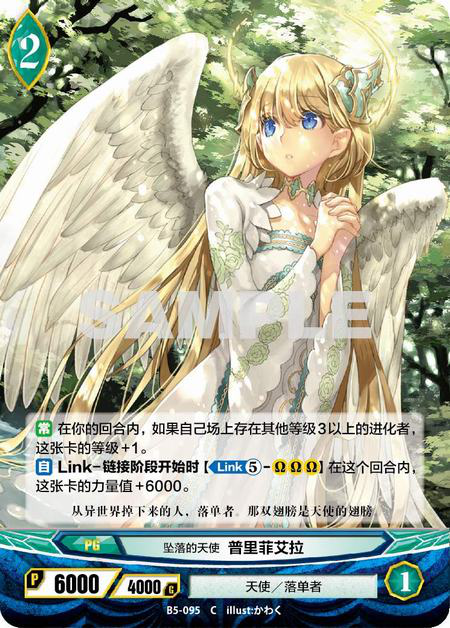 2
SAMPLE
常 在你的回合内，如果自己场上存在其他等级3以上的进化者，
这张卡的等级+1。
自 Link-链接阶段开始时【Link⑤-ΩΩΩ】在这个回合内，
这张卡的力量值+6000。
从异世界掉下来的人，落单者。那双翅膀是天使的翅膀
PG 坠落的天使 普里菲艾拉
P 6000 / 4000 G 天使／落单者 1
B5-095 C illust:かわく